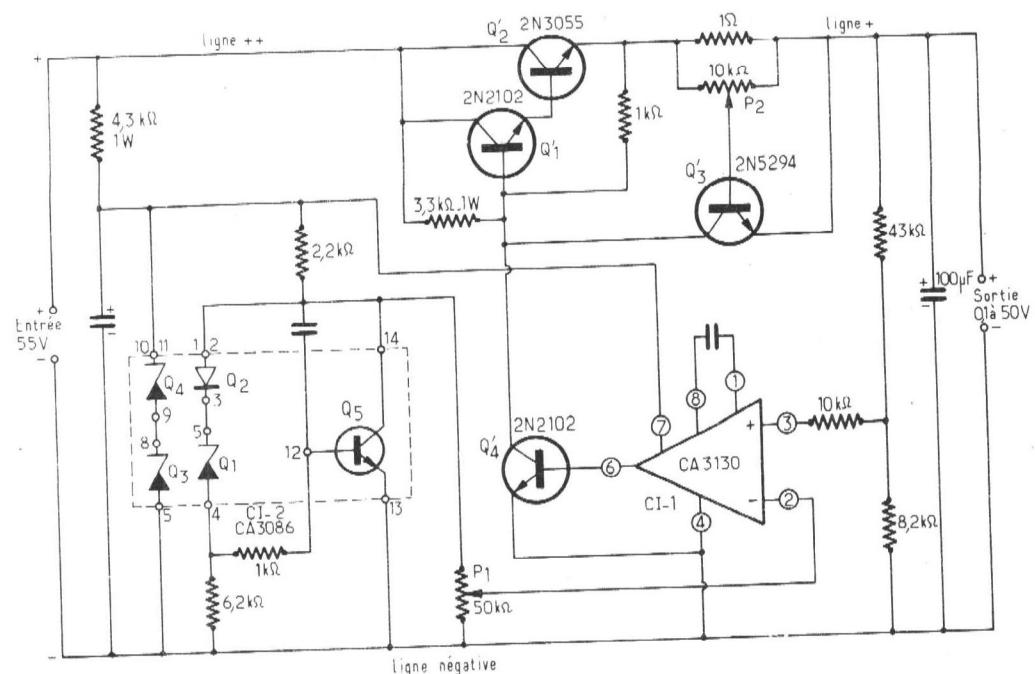 ligne ++
Q'2
2N3055
1Ω
ligne +
+
+
10kΩ
P2
4,3kΩ
1W
2N2102
Q'1
1kΩ
Q'3
2N5294
3,3kΩ_1W
2,2kΩ
43kΩ
100µF
+
+
Sortie
0,1 à 50V
-
-
+
Entrée
55V
-
+
-
10
11
1
2
14
Q4
Q2
9
3
8
5
Q5
12
Q3
Q1
5
4
13
CI-2
CA3086
1kΩ
6,2kΩ
P1
50kΩ
2N2102
Q'4
6
7
8
1
+
3
10kΩ
CA3130
CI-1
-
2
4
8,2kΩ
-
ligne négative